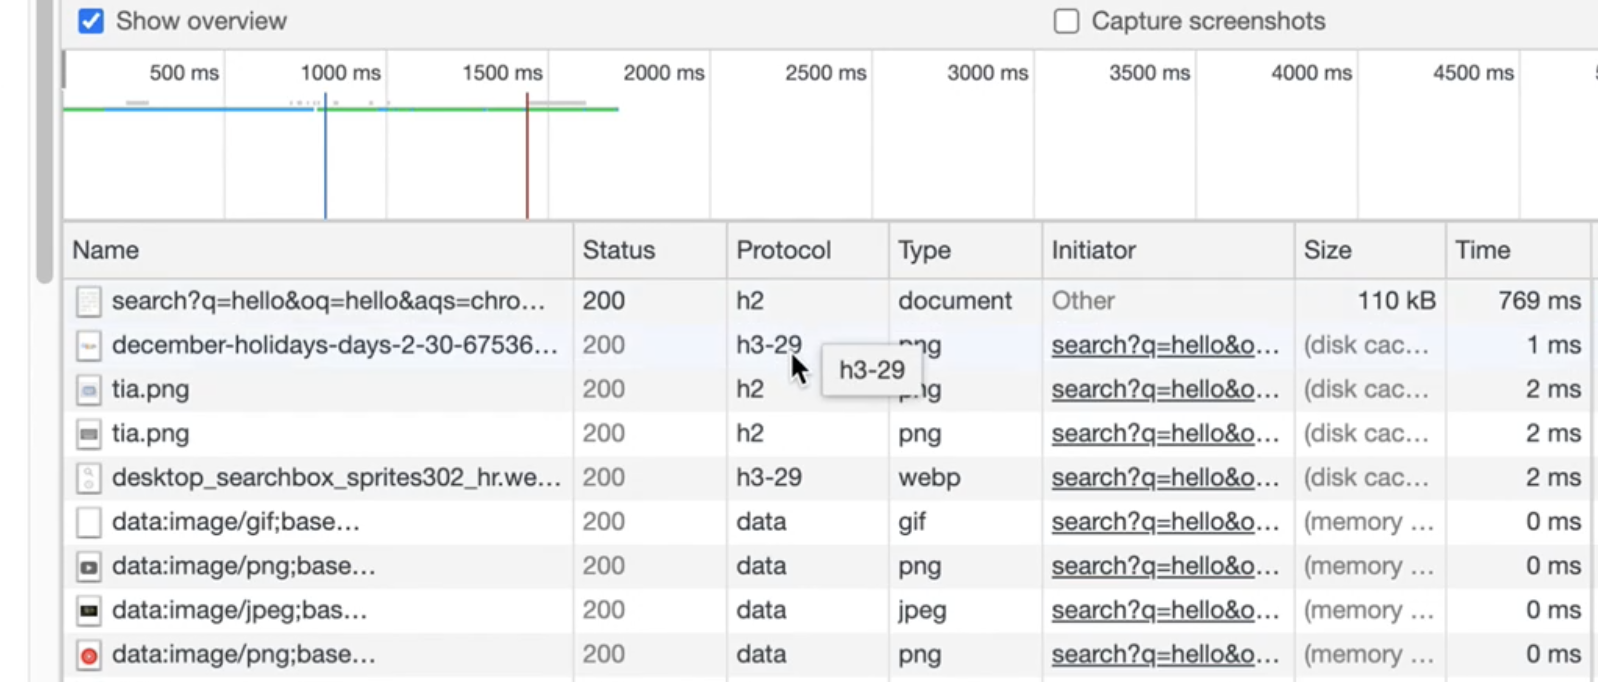 Show overview Capture screenshots
500 ms 1000 ms 1500 ms 2000 ms 2500 ms 3000 ms 3500 ms 4000 ms 4500 ms
Name Status Protocol Type Initiator Size Time
search?q=hello&oq=hello&aqs=chro... 200 h2 document Other 110 kB 769 ms
december-holidays-days-2-30-67536... 200 h3-29 png search?q=hello&o... (disk cac... 1 ms
h3-29
tia.png 200 h2 png search?q=hello&o... (disk cac... 2 ms
tia.png 200 h2 png search?q=hello&o... (disk cac... 2 ms
desktop_searchbox_sprites302_hr.we... 200 h3-29 webp search?q=hello&o... (disk cac... 2 ms
data:image/gif;base... 200 data gif search?q=hello&o... (memory ... 0 ms
data:image/png;base... 200 data png search?q=hello&o... (memory ... 0 ms
data:image/jpeg;bas... 200 data jpeg search?q=hello&o... (memory ... 0 ms
data:image/png;base... 200 data png search?q=hello&o... (memory ... 0 ms